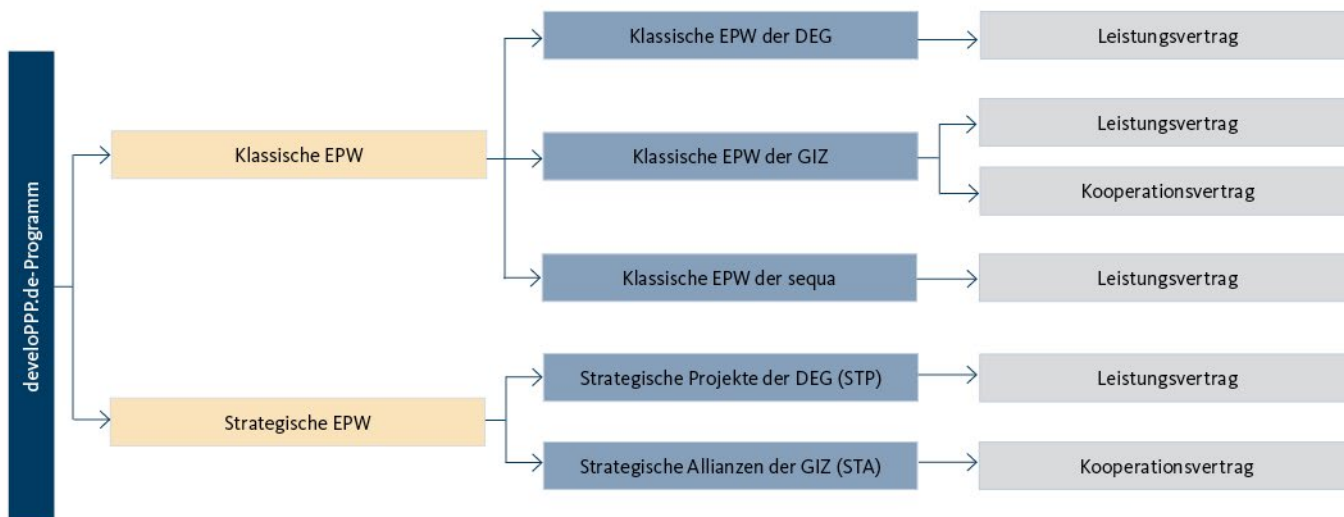 develoPPP.de-Programm
Klassische EPW
Klassische EPW der DEG
Leistungsvertrag
Klassische EPW der GIZ
Leistungsvertrag
Kooperationsvertrag
Klassische EPW der sequa
Leistungsvertrag
Strategische EPW
Strategische Projekte der DEG (STP)
Leistungsvertrag
Strategische Allianzen der GIZ (STA)
Kooperationsvertrag